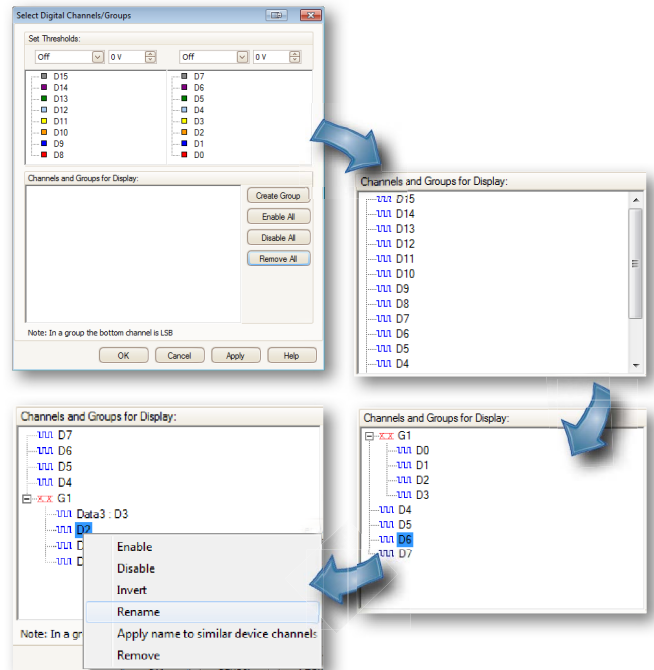 Select Digital Channels/Groups
Set Thresholds:
Off 0 V Off 0 V
D15 D7
D14 D6
D13 D5
D12 D4
D11 D3
D10 D2
D9 D1
D8 D0
Channels and Groups for Display:
Create Group
Enable All
Disable All
Remove All
Note: In a group the bottom channel is LSB
OK Cancel Apply Help
Channels and Groups for Display:
D15
D14
D13
D12
D11
D10
D9
D8
D7
D6
D5
D4
Channels and Groups for Display:
G1
D0
D1
D2
D3
D4
D5
D6
D7
Channels and Groups for Display:
D7
D6
D5
D4
G1
Data3 : D3
D2
D
D
Note: In a gr
Enable
Disable
Invert
Rename
Apply name to similar device channels
Remove